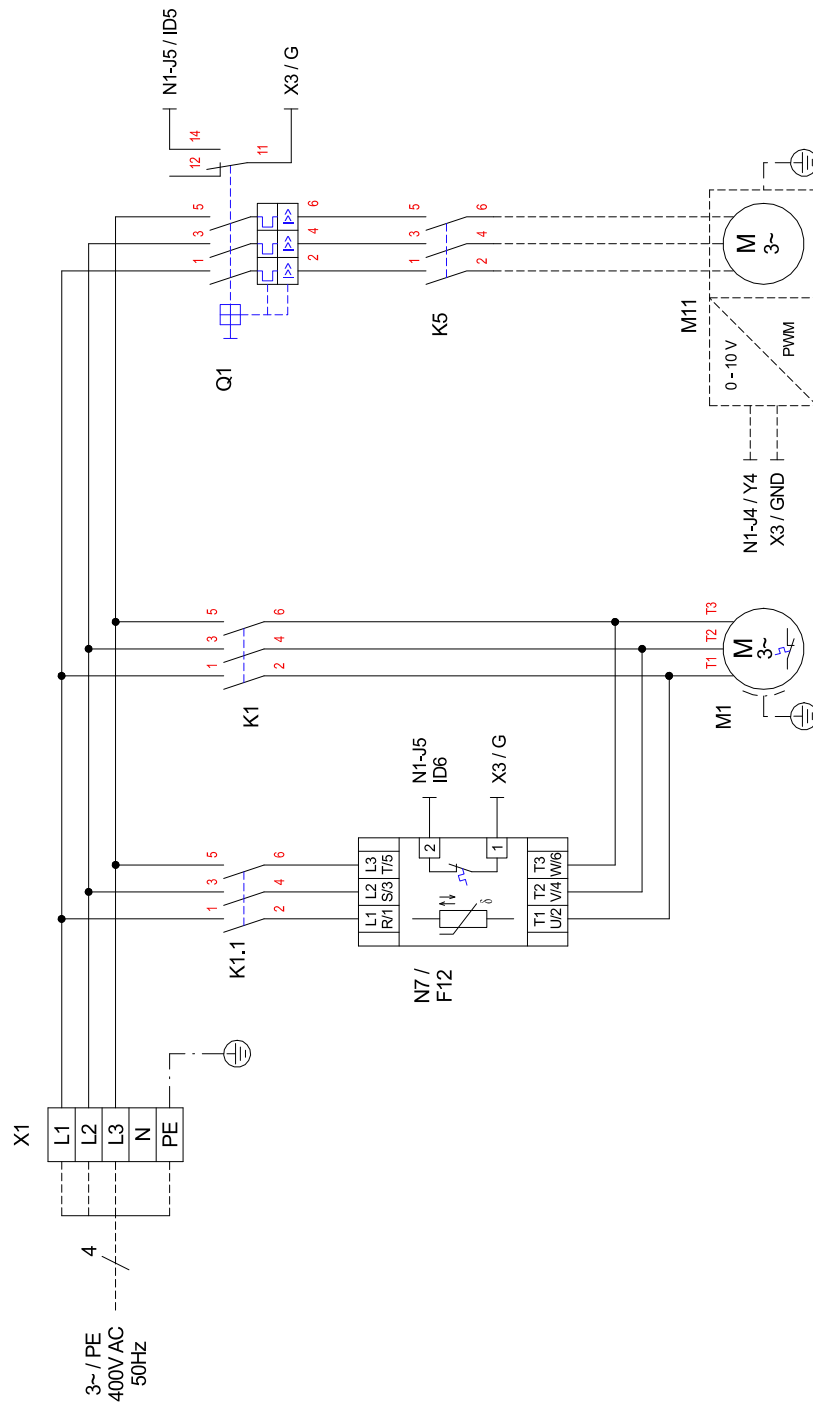 3~ / PE
400V AC
50Hz
4
X1
L1
L2
L3
N
PE
K1.1
1
3
5
2
4
6
N7 /
F12
L1
R/1
L2
S/3
L3
T/5
δ
2
1
N1-J5
ID6
X3 / G
T1
U/2
T2
V/4
T3
W/6
K1
1
3
5
2
4
6
M1
T1
T2
T3
M
3~
Q1
1
3
5
I>>
I>>
I>>
2
4
6
12
14
11
N1-J5 / ID5
X3 / G
K5
1
3
5
2
4
6
M11
0 - 10 V
PWM
M
3~
N1-J4 / Y4
X3 / GND